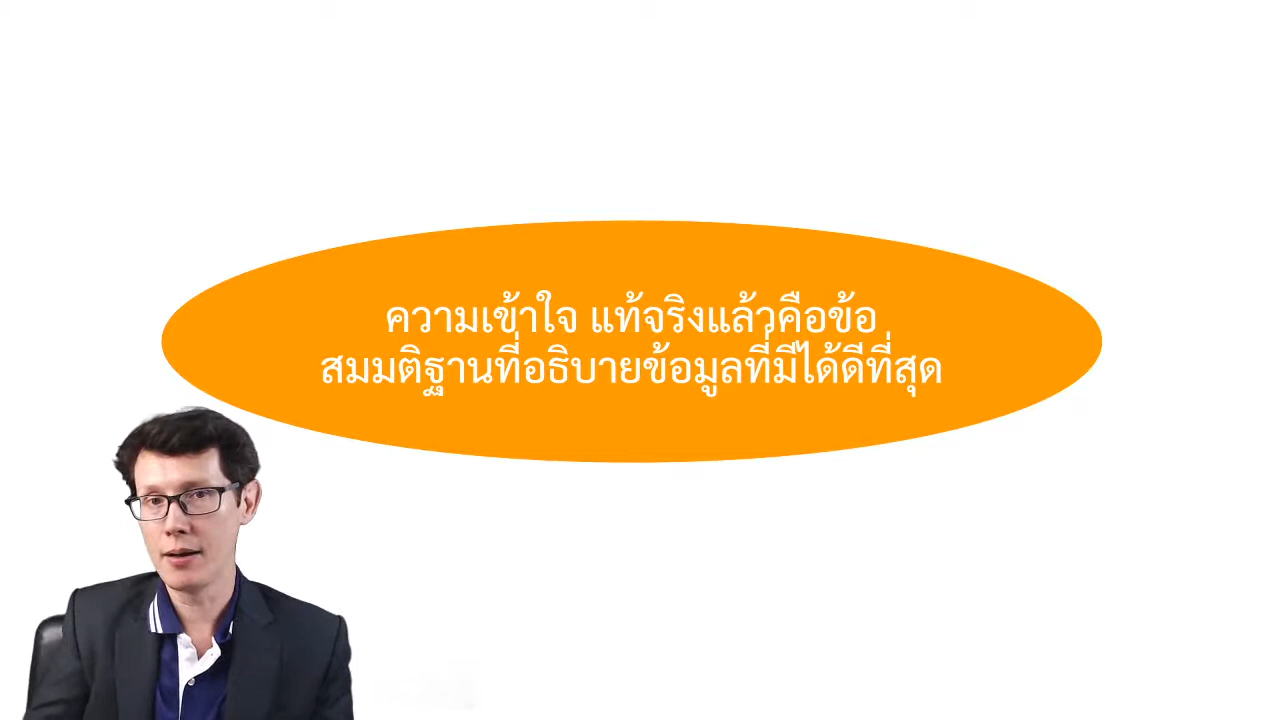 ความเข้าใจ แท้จริงแล้วคือข้อ
สมมติฐานที่อธิบายข้อมูลที่มีได้ดีที่สุด